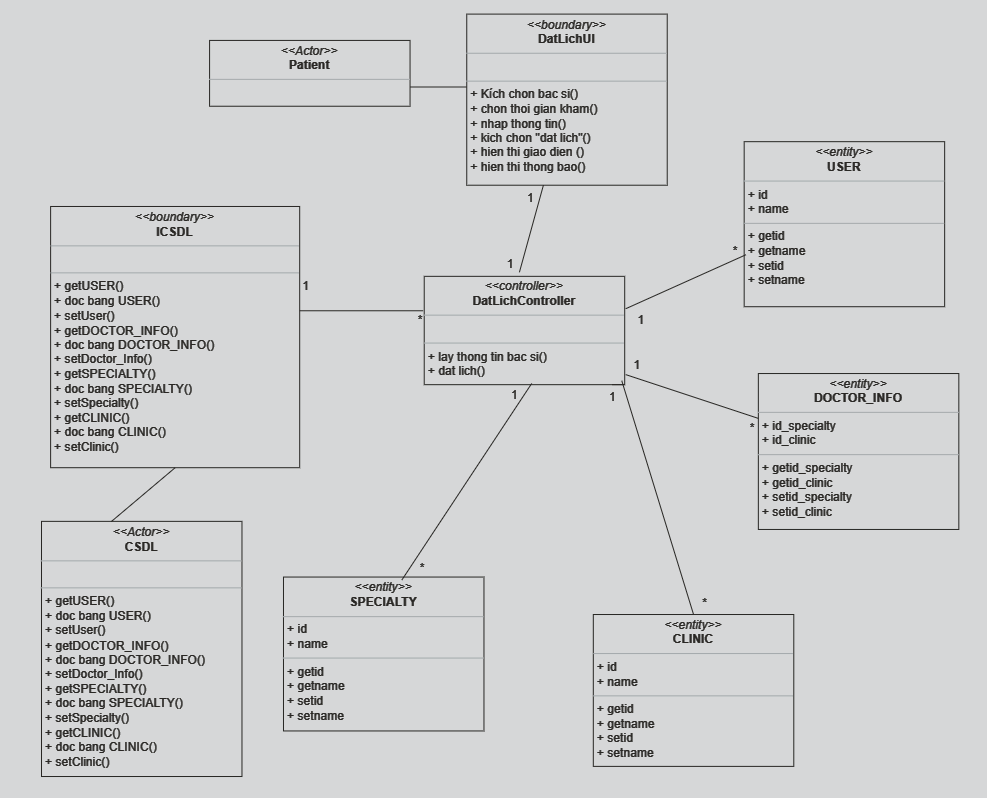 <<boundary>>
DatLichUI
+ Kích chon bac si()
+ chon thoi gian kham()
+ nhap thong tin()
+ kich chon "dat lich"()
+ hien thi giao dien ()
+ hien thi thong bao()
<<Actor>>
Patient
<<entity>>
USER
+ id
+ name
+ getid
+ getname
+ setid
+ setname
1
1
<<boundary>>
ICSDL
+ getUSER()
+ doc bang USER()
+ setUser()
+ getDOCTOR_INFO()
+ doc bang DOCTOR_INFO()
+ setDoctor_Info()
+ getSPECIALTY()
+ doc bang SPECIALTY()
+ setSpecialty()
+ getCLINIC()
+ doc bang CLINIC()
+ setClinic()
1
*
<<controller>>
DatLichController
+ lay thong tin bac si()
+ dat lich()
*
1
1
*
1
1
<<entity>>
DOCTOR_INFO
+ id_specialty
+ id_clinic
+ getid_specialty
+ getid_clinic
+ setid_specialty
+ setid_clinic
<<Actor>>
CSDL
+ getUSER()
+ doc bang USER()
+ setUser()
+ getDOCTOR_INFO()
+ doc bang DOCTOR_INFO()
+ setDoctor_Info()
+ getSPECIALTY()
+ doc bang SPECIALTY()
+ setSpecialty()
+ getCLINIC()
+ doc bang CLINIC()
+ setClinic()
*
<<entity>>
SPECIALTY
+ id
+ name
+ getid
+ getname
+ setid
+ setname
*
<<entity>>
CLINIC
+ id
+ name
+ getid
+ getname
+ setid
+ setname